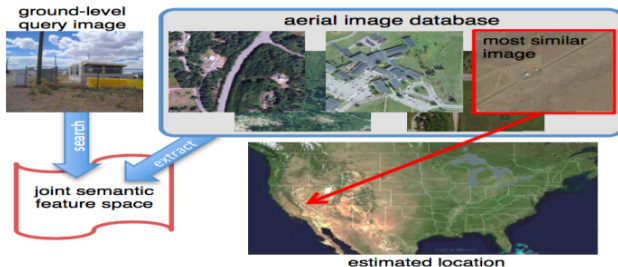 ground-level
query image
aerial image database
most similar
image
search
extract
joint semantic
feature space
estimated location